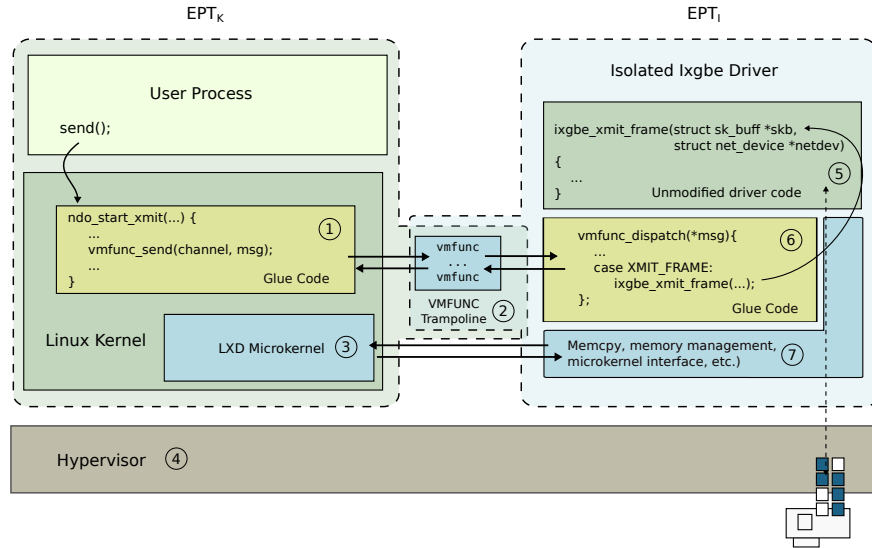 EPTK
EPTI
User Process
send();
Isolated Ixgbe Driver
ixgbe_xmit_frame(struct sk_buff *skb,
struct net_device *netdev)
{
...
}
Unmodified driver code
5
ndo_start_xmit(...) {
...
vmfunc_send(channel, msg);
...
}
1
Glue Code
vmfunc
...
vmfunc
VMFUNC
Trampoline
2
vmfunc_dispatch(*msg){
...
case XMIT_FRAME:
ixgbe_xmit_frame(...);
};
6
Glue Code
Linux Kernel
LXD Microkernel
3
Memcpy, memory management,
microkernel interface, etc.)
7
Hypervisor
4